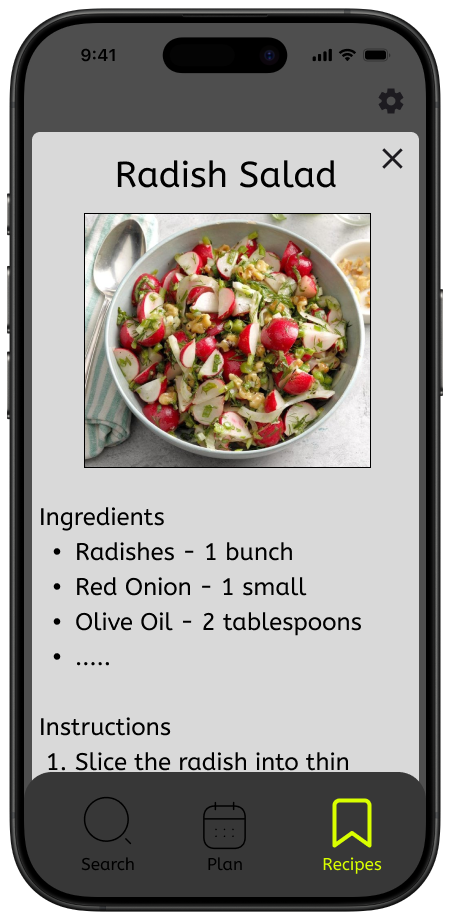 9:41
Radish Salad
Ingredients
• Radishes - 1 bunch
• Red Onion - 1 small
• Olive Oil - 2 tablespoons
• .....
Instructions
1. Slice the radish into thin
Search Plan Recipes